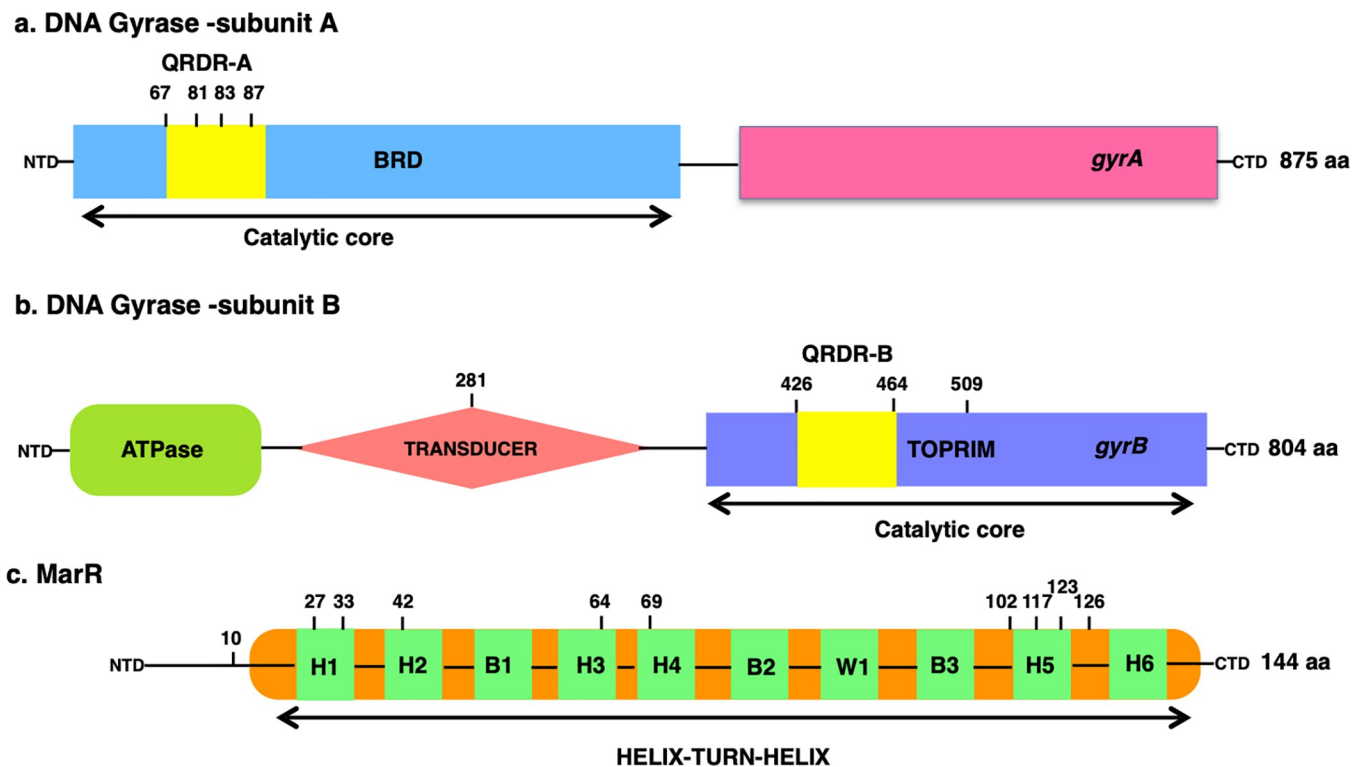 a. DNA Gyrase -subunit A
QRDR-A
67 81 83 87
NTD BRD gyrA CTD 875 aa
Catalytic core
b. DNA Gyrase -subunit B
QRDR-B
281 426 464 509
NTD ATPase TRANSDUCER TOPRIM gyrB CTD 804 aa
Catalytic core
c. MarR
10 27 33 42 64 69 102 117 123 126
NTD H1 H2 B1 H3 H4 B2 W1 B3 H5 H6 CTD 144 aa
HELIX-TURN-HELIX